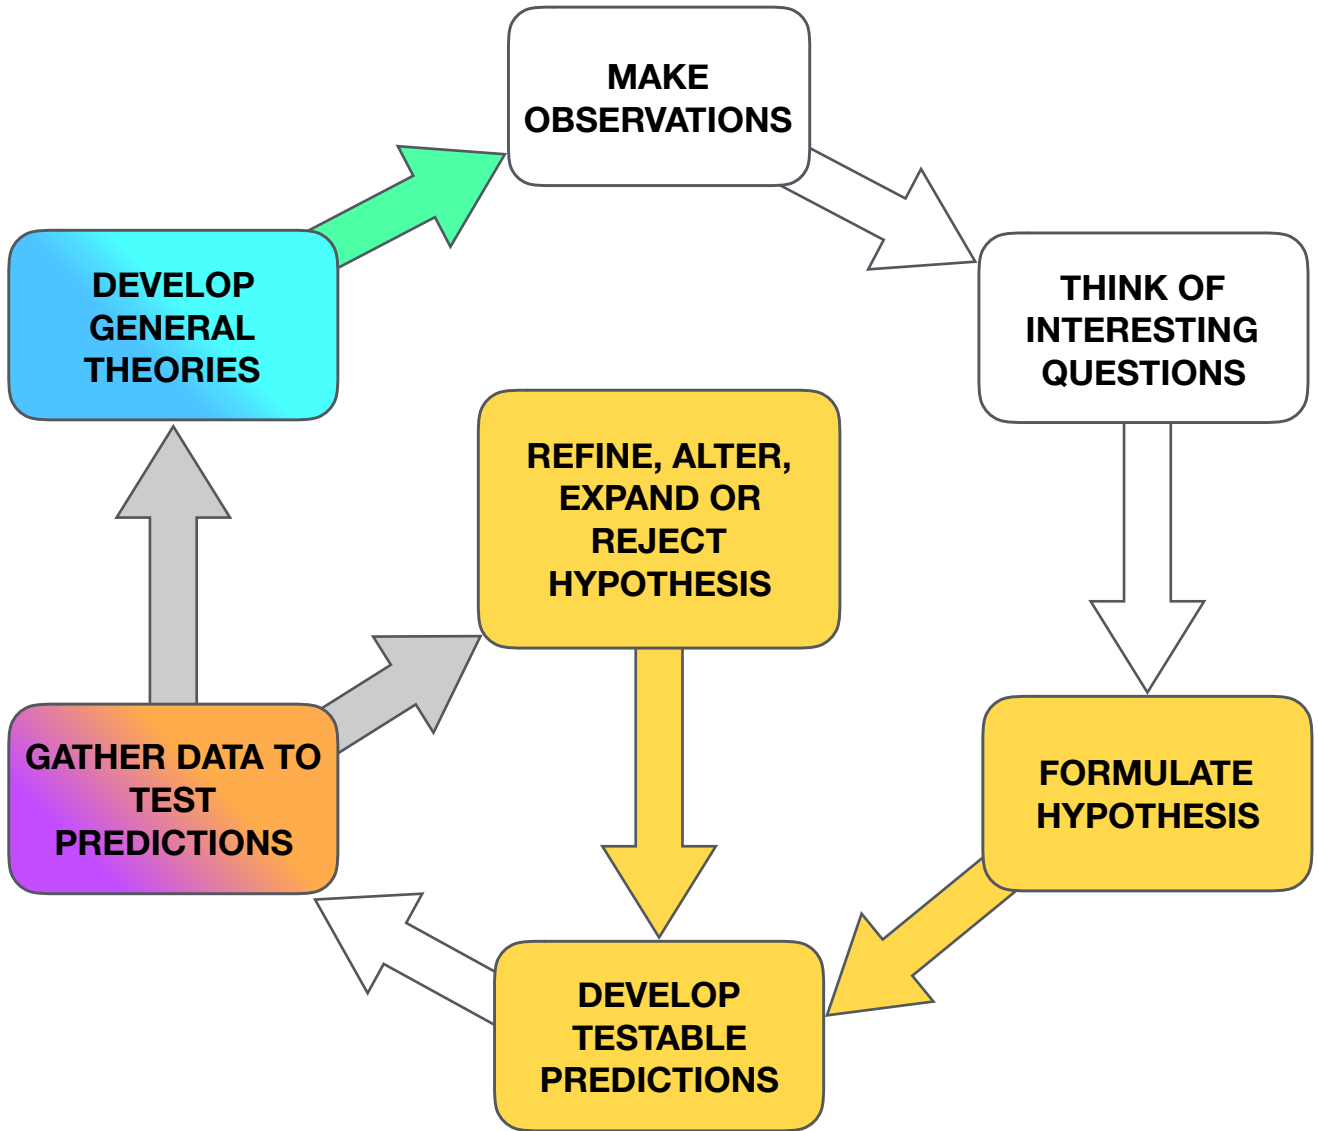 MAKE
OBSERVATIONS
THINK OF
INTERESTING
QUESTIONS
FORMULATE
HYPOTHESIS
DEVELOP
TESTABLE
PREDICTIONS
GATHER DATA TO
TEST
PREDICTIONS
REFINE, ALTER,
EXPAND OR
REJECT
HYPOTHESIS
DEVELOP
GENERAL
THEORIES